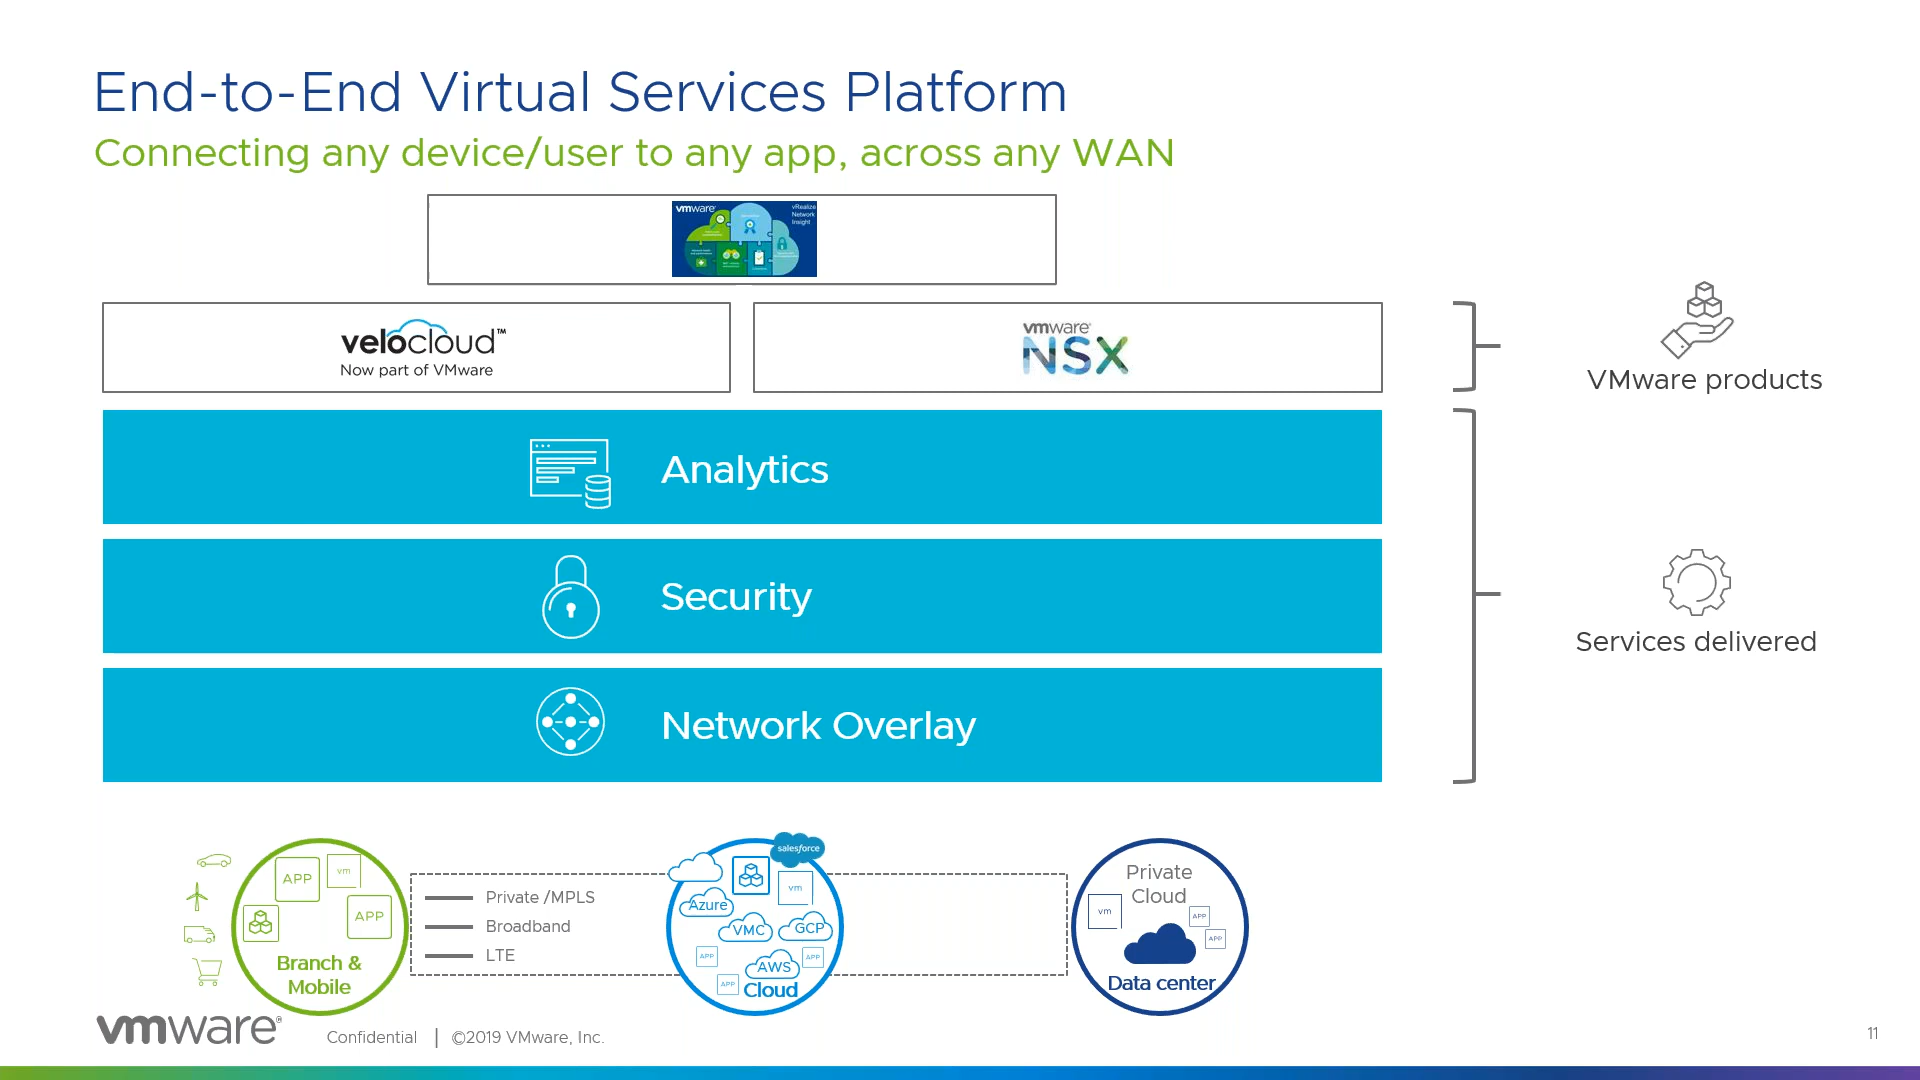 End-to-End Virtual Services Platform
Connecting any device/user to any app, across any WAN
vmware
vRealize
Network
Insight
velocloud™
Now part of VMware
vmware®
NSX
VMware products
Analytics
Security
Services delivered
Network Overlay
APP
vm
APP
Branch &
Mobile
Private /MPLS
Broadband
LTE
salesforce
vm
Azure
VMC
GCP
APP
AWS
APP
APP
Cloud
Private
Cloud
vm
APP
APP
Data center
vmware®
Confidential | ©2019 VMware, Inc.
11